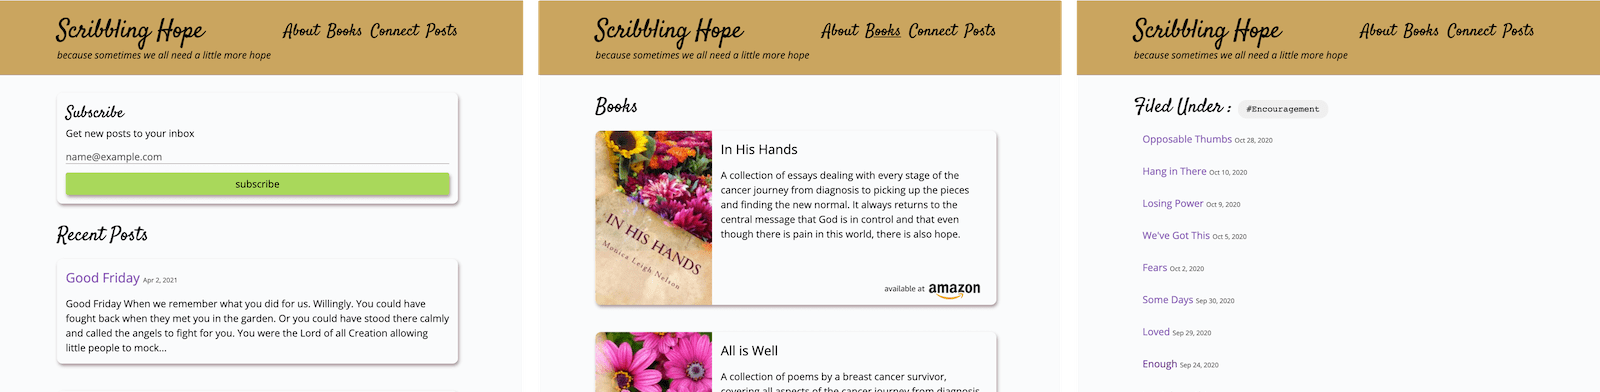 Scribbling Hope
About Books Connect Posts
because sometimes we all need a little more hope
Subscribe
Get new posts to your inbox
name@example.com
subscribe
Recent Posts
Good Friday Apr 2, 2021
Good Friday When we remember what you did for us. Willingly. You could have
fought back when they met you in the garden. Or you could have stood there calmly
and called the angels to fight for you. You were the Lord of all Creation allowing
little people to mock...
Scribbling Hope
About Books Connect Posts
because sometimes we all need a little more hope
Books
IN HIS HANDS
Monica Leigh Nelson
In His Hands
A collection of essays dealing with every stage of the
cancer journey from diagnosis to picking up the pieces
and finding the new normal. It always returns to the
central message that God is in control and that even
though there is pain in this world, there is also hope.
available at amazon
All is Well
A collection of poems by a breast cancer survivor,
covering all aspects of the cancer journey from diagnosis
Scribbling Hope
About Books Connect Posts
because sometimes we all need a little more hope
Filed Under : #Encouragement
Opposable Thumbs Oct 28, 2020
Hang in There Oct 10, 2020
Losing Power Oct 9, 2020
We've Got This Oct 5, 2020
Fears Oct 2, 2020
Some Days Sep 30, 2020
Loved Sep 29, 2020
Enough Sep 24, 2020